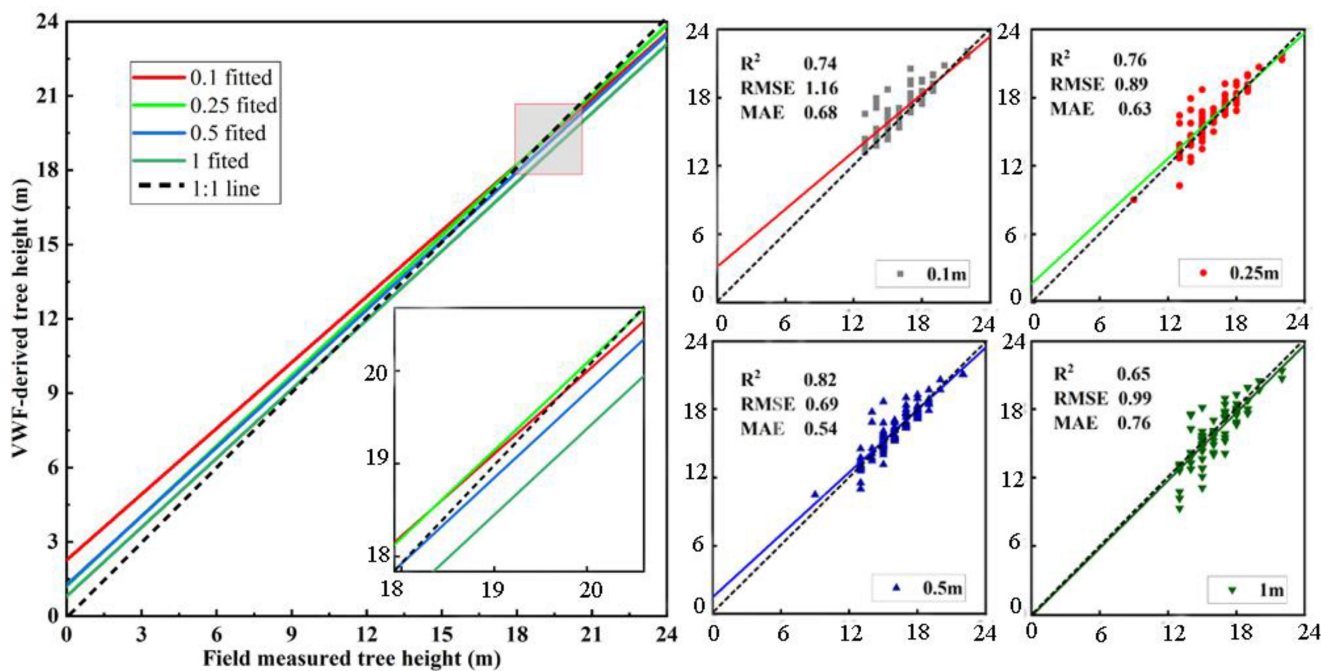 24
21
18
15
12
9
6
3
0
VWF-derived tree height (m)
0.1 fitted
0.25 fitted
0.5 fitted
1 fited
1:1 line
20
19
18
18 19 20
0 3 6 9 12 15 18 21 24
Field measured tree height (m)
24
18
12
6
0
R² 0.74
RMSE 1.16
MAE 0.68
0.1m
0 6 12 18 24
24
18
12
6
0
R² 0.76
RMSE 0.89
MAE 0.63
0.25m
0 6 12 18 24
24
18
12
6
0
R² 0.82
RMSE 0.69
MAE 0.54
0.5m
0 6 12 18 24
24
18
12
6
0
R² 0.65
RMSE 0.99
MAE 0.76
1m
0 6 12 18 24